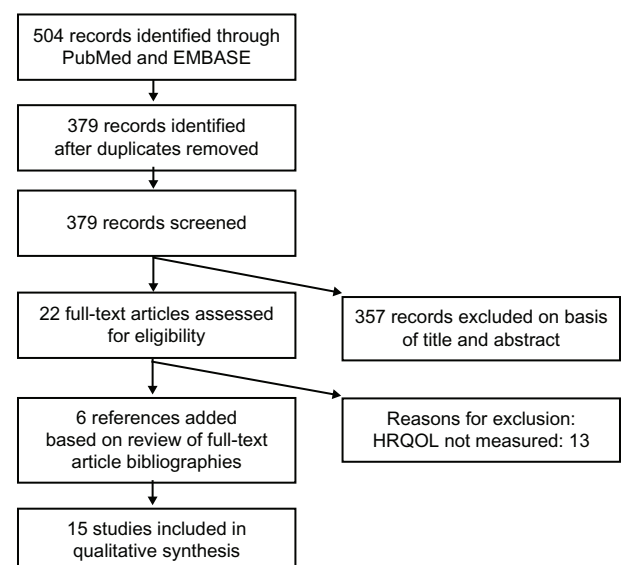 504 records identified through
PubMed and EMBASE
379 records identified
after duplicates removed
379 records screened
22 full-text articles assessed
for eligibility
357 records excluded on basis
of title and abstract
6 references added
based on review of full-text
article bibliographies
Reasons for exclusion:
HRQOL not measured: 13
15 studies included in
qualitative synthesis